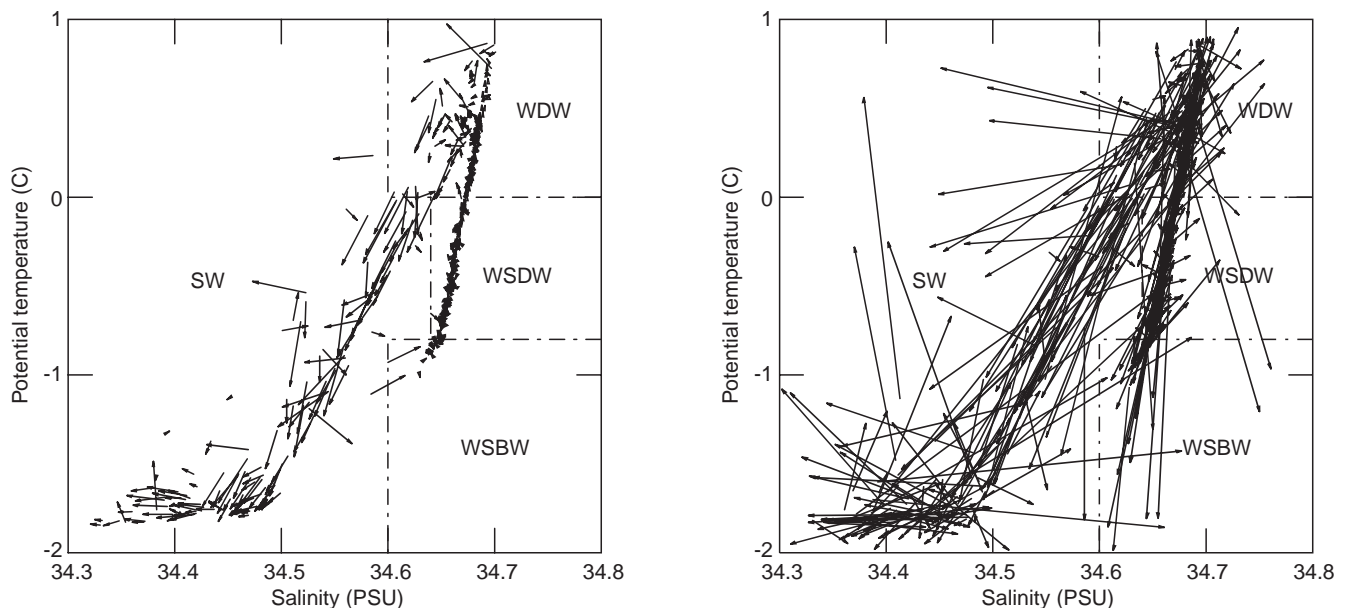 1
0
-1
-2
Potential temperature (C)
WDW
WSDW
SW
WSBW
34.3 34.4 34.5 34.6 34.7 34.8
Salinity (PSU)
1
0
-1
-2
Potential temperature (C)
WDW
WSDW
SW
WSBW
34.3 34.4 34.5 34.6 34.7 34.8
Salinity (PSU)